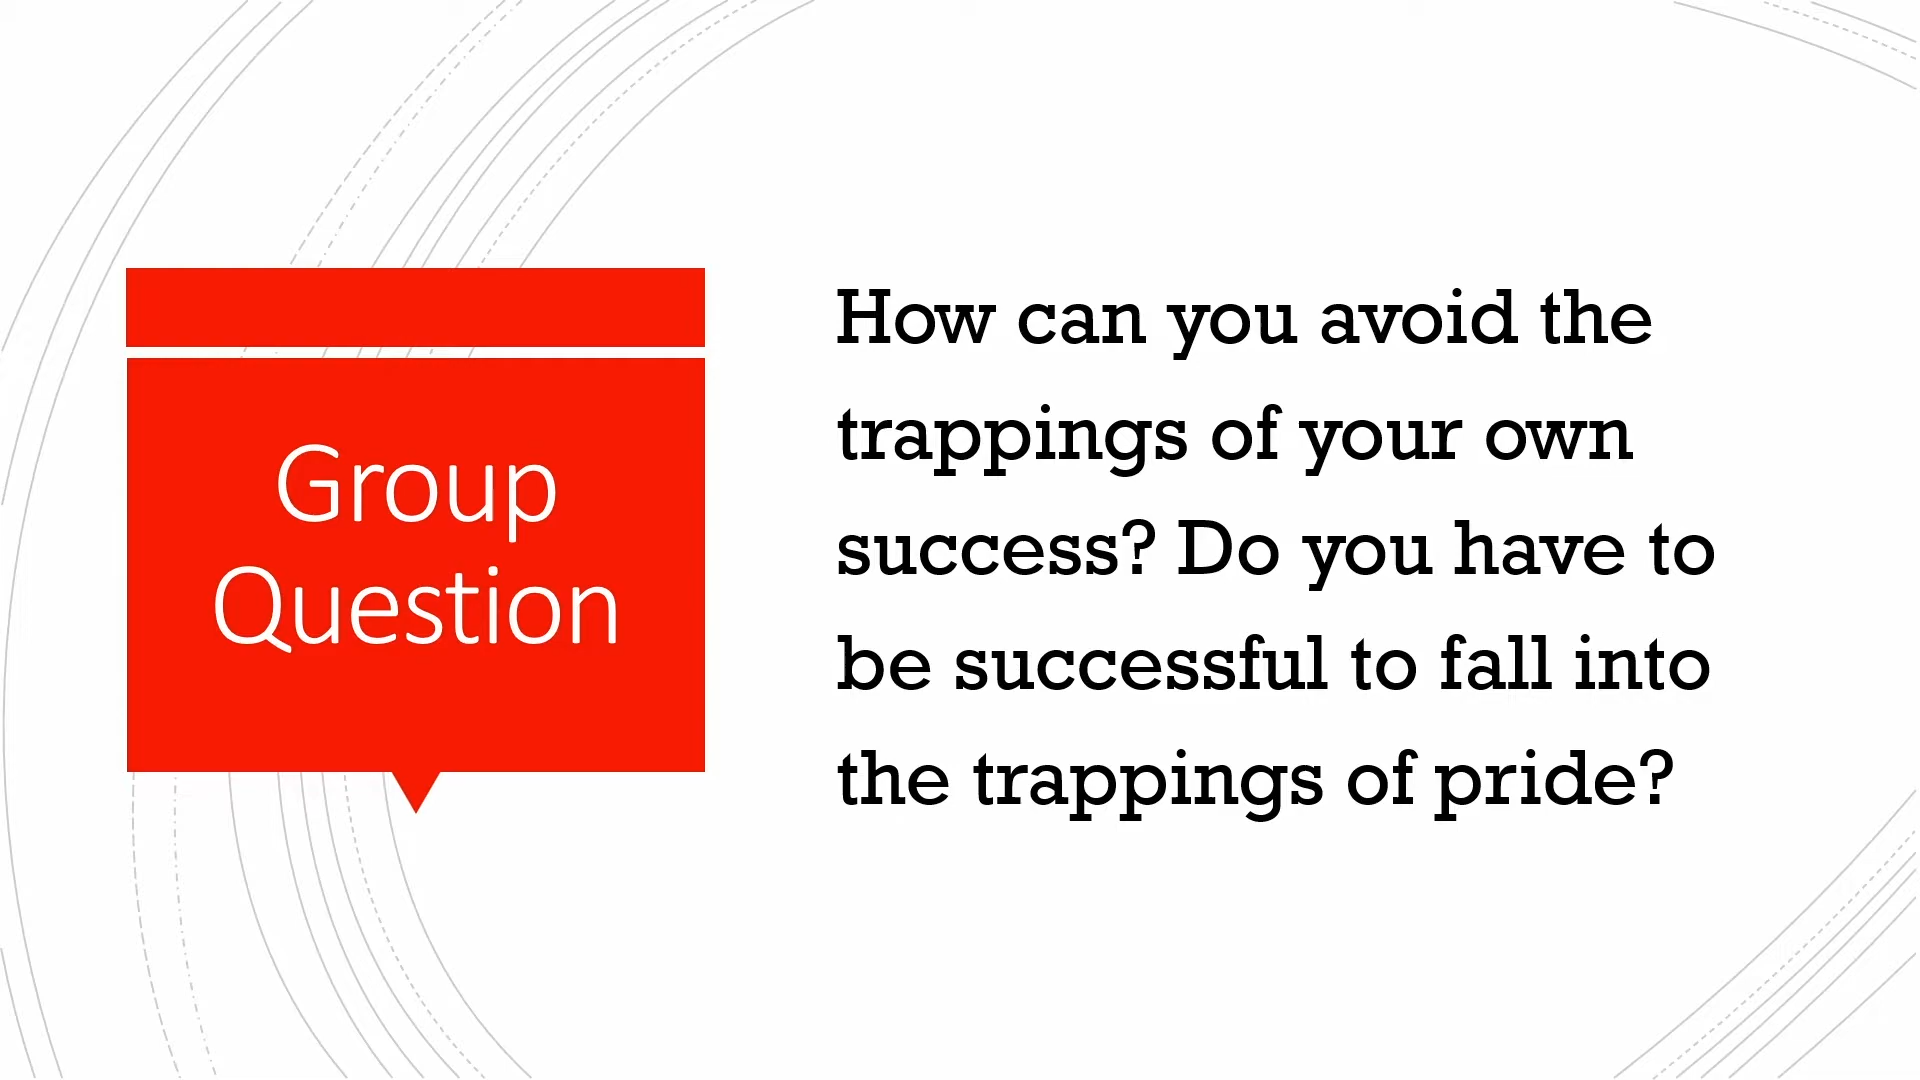 Group
Question
How can you avoid the
trappings of your own
success? Do you have to
be successful to fall into
the trappings of pride?